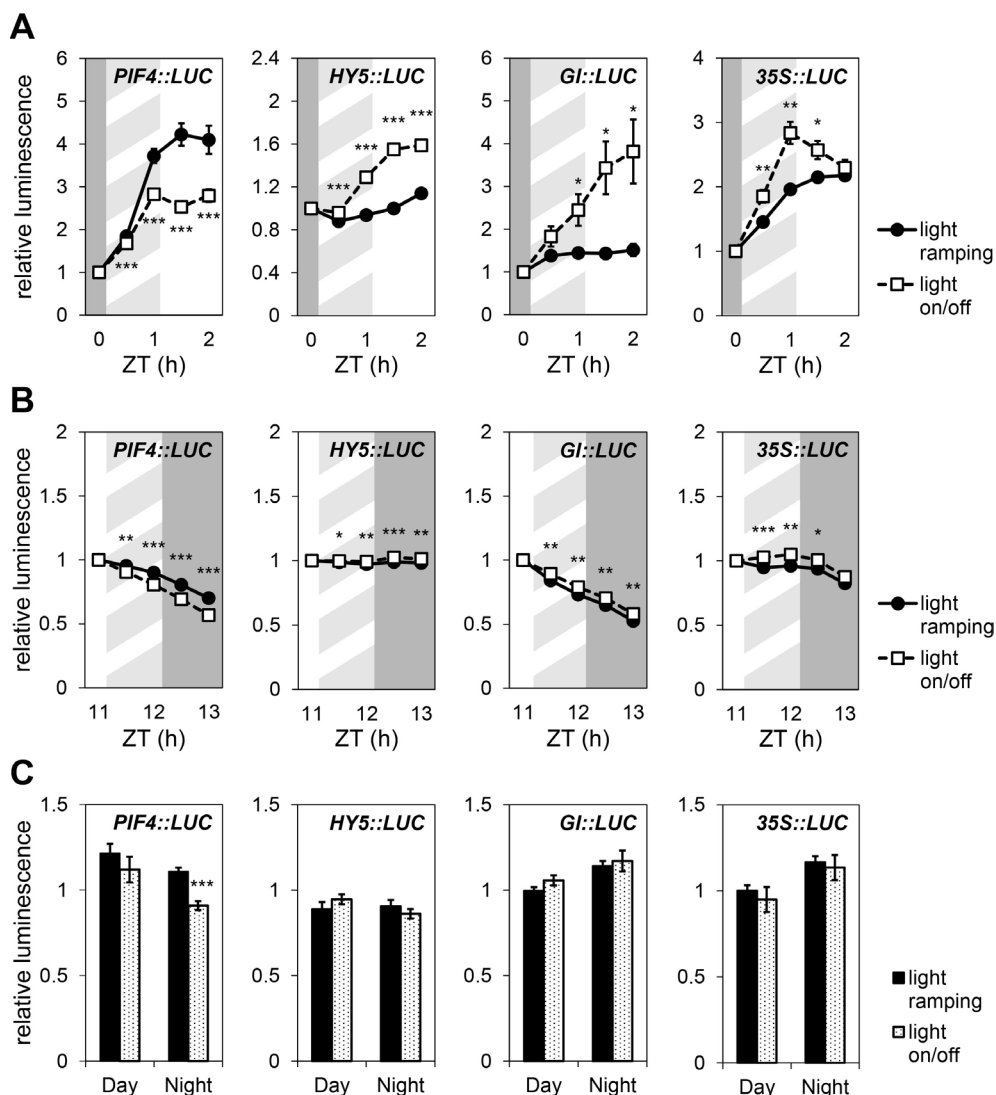 A
relative luminescence
6
5
4
3
2
1
0
PIF4::LUC
***
***
***
***
0 1 2
ZT (h)
2.4
2
1.6
1.2
0.8
0.4
0
HY5::LUC
***
***
***
***
0 1 2
ZT (h)
6
5
4
3
2
1
0
GI::LUC
*
*
*
0 1 2
ZT (h)
4
3
2
1
0
35S::LUC
**
**
*
0 1 2
ZT (h)
light
ramping
light
on/off
B
relative luminescence
2
1.5
1
0.5
0
PIF4::LUC
** *** *** ***
11 12 13
ZT (h)
2
1.5
1
0.5
0
HY5::LUC
* ** *** **
11 12 13
ZT (h)
2
1.5
1
0.5
0
GI::LUC
** ** ** **
11 12 13
ZT (h)
2
1.5
1
0.5
0
35S::LUC
*** ** *
11 12 13
ZT (h)
light
ramping
light
on/off
C
relative luminescence
1.5
1
0.5
0
PIF4::LUC
***
Day Night
1.5
1
0.5
0
HY5::LUC
Day Night
1.5
1
0.5
0
GI::LUC
Day Night
1.5
1
0.5
0
35S::LUC
Day Night
light
ramping
light
on/off